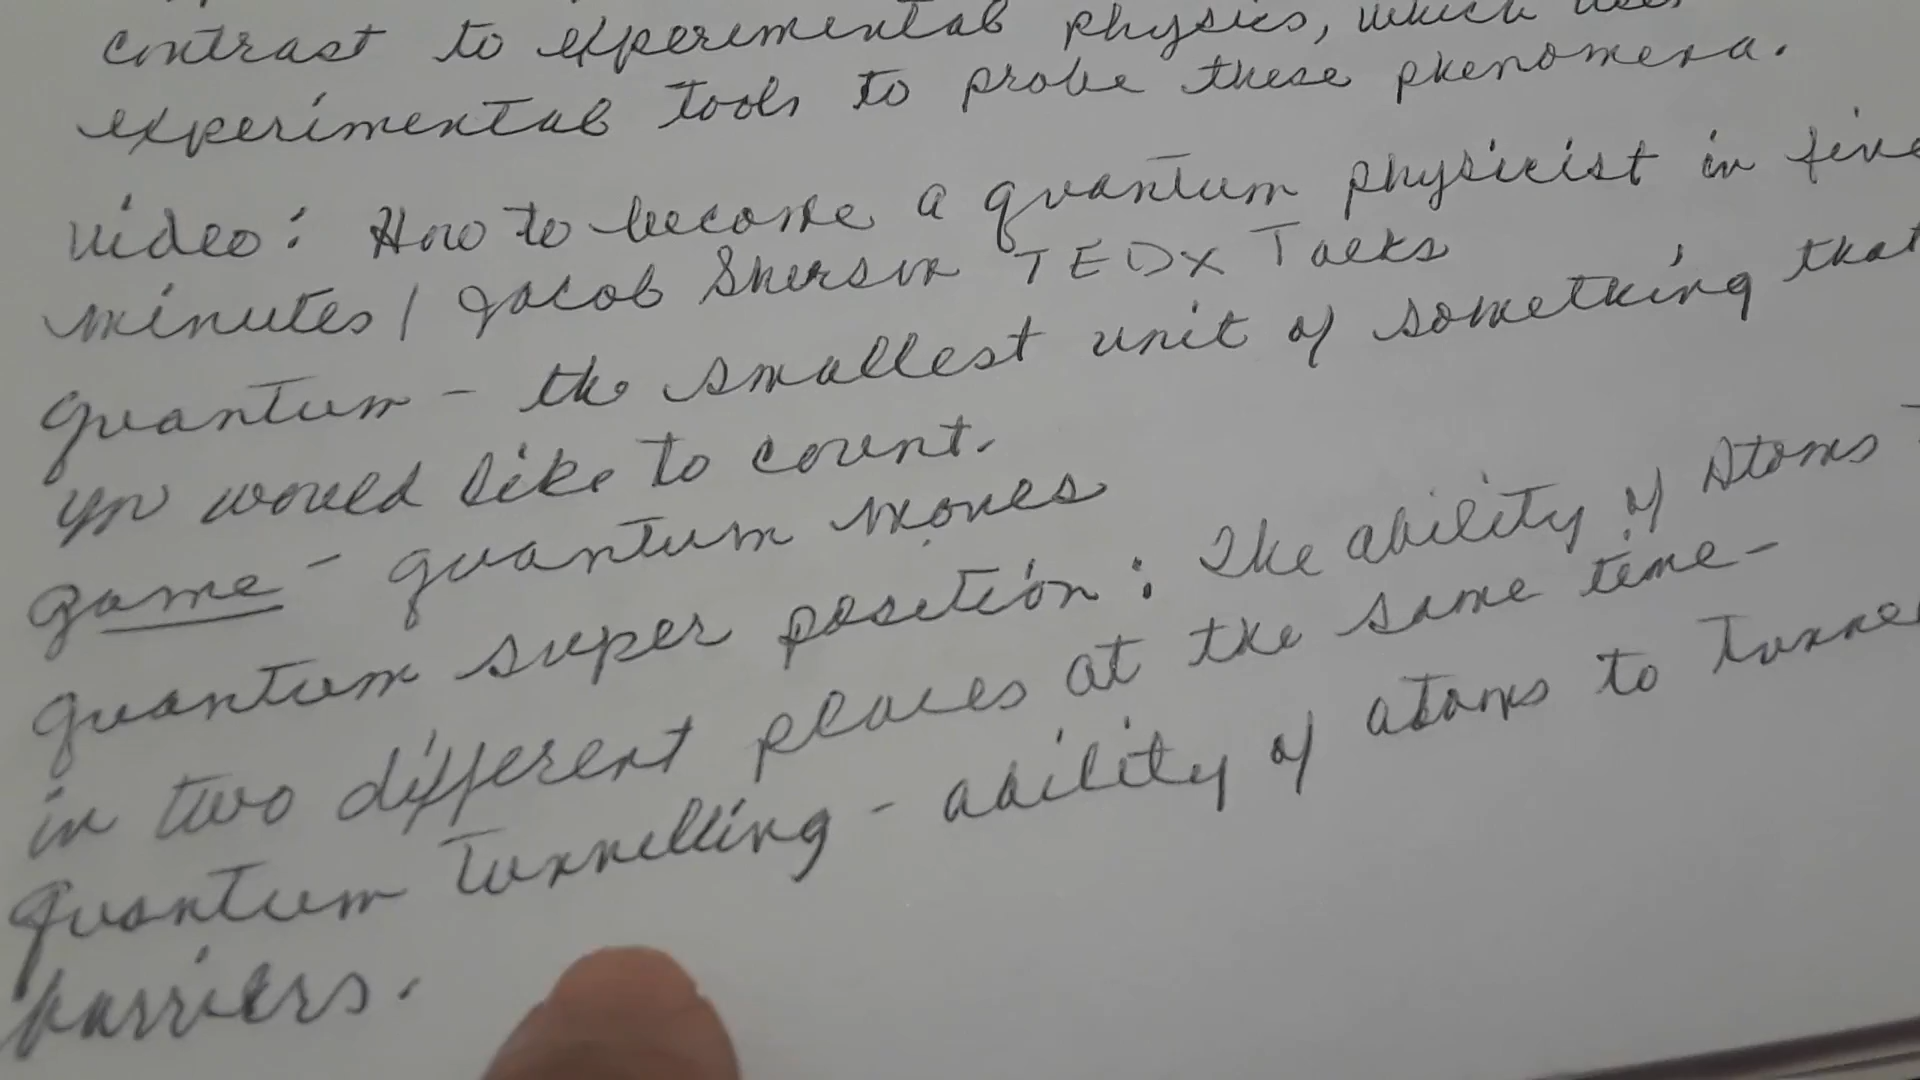 contrast to experimental physics, which uses
experimental tools to probe these phenomena.
video: How to become a quantum physicist in five
minutes / Jacob Sherson TEDX Talks
quantum - the smallest unit of something that
you would like to count.
game - quantum moves
quantum super position: The ability of Atoms
in two different places at the same time -
quantum Tunnelling - ability of atoms to Tunnel
barriers.